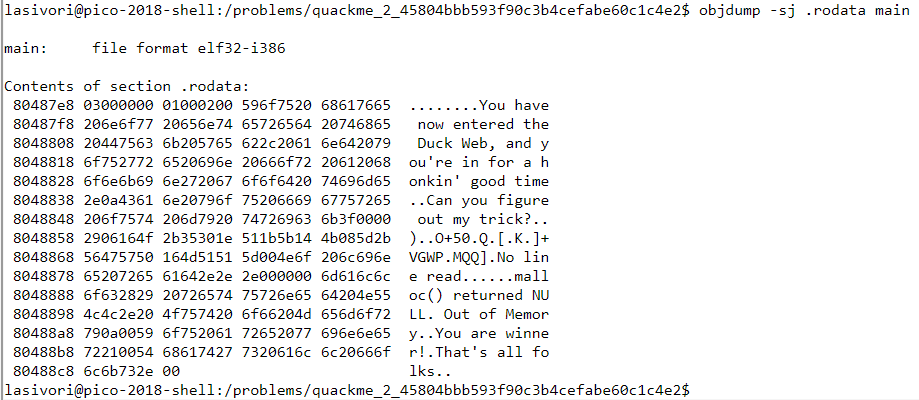 lasivori@pico-2018-shell:/problems/quackme_2_45804bbb593f90c3b4cefabe60c1c4e2$ objdump -sj .rodata main
main:     file format elf32-i386
Contents of section .rodata:
 80487e8 03000000 01000200 596f7520 68617665  ........You have
 80487f8 206e6f77 20656e74 65726564 20746865   now entered the
 8048808 20447563 6b205765 622c2061 6e642079   Duck Web, and y
 8048818 6f752772 6520696e 20666f72 20612068  ou're in for a h
 8048828 6f6e6b69 6e272067 6f6f6420 74696d65  onkin' good time
 8048838 2e0a4361 6e20796f 75206669 67757265  ..Can you figure
 8048848 206f7574 206d7920 74726963 6b3f0000   out my trick?..
 8048858 2906164f 2b35301e 511b5b14 4b085d2b  )..O+50.Q.[.K.]+
 8048868 56475750 164d5151 5d004e6f 206c696e  VGWP.MQQ].No lin
 8048878 65207265 61642e2e 2e000000 6d616c6c  e read......mall
 8048888 6f632829 20726574 75726e65 64204e55  oc() returned NU
 8048898 4c4c2e20 4f757420 6f66204d 656d6f72  LL. Out of Memor
 80488a8 790a0059 6f752061 72652077 696e6e65  y..You are winne
 80488b8 72210054 68617427 7320616c 6c20666f  r!.That's all fo
 80488c8 6c6b732e 00                          lks..
lasivori@pico-2018-shell:/problems/quackme_2_45804bbb593f90c3b4cefabe60c1c4e2$